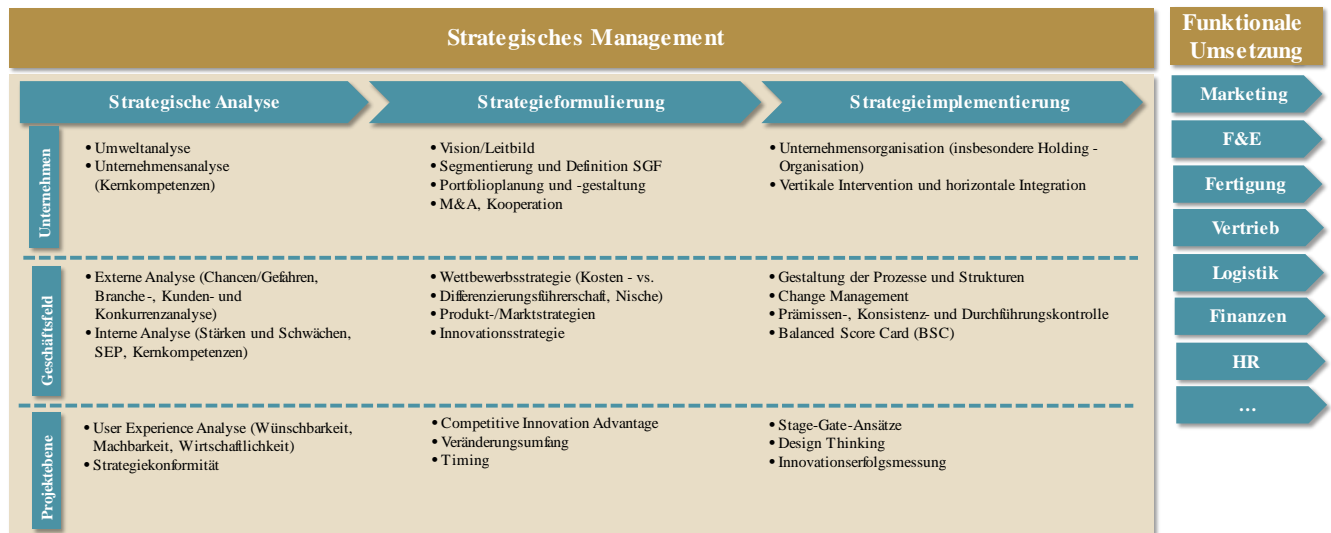 Strategisches Management
Funktionale
Umsetzung
Strategische Analyse
Strategieformulierung
Strategieimplementierung
Unternehmen
• Umweltanalyse
• Unternehmensanalyse
(Kernkompetenzen)
• Vision/Leitbild
• Segmentierung und Definition SGF
• Portfolioplanung und -gestaltung
• M&A, Kooperation
• Unternehmensorganisation (insbesondere Holding -
Organisation)
• Vertikale Intervention und horizontale Integration
Geschäftsfeld
• Externe Analyse (Chancen/Gefahren,
Branche-, Kunden- und
Konkurrenzanalyse)
• Interne Analyse (Stärken und Schwächen,
SEP, Kernkompetenzen)
• Wettbewerbsstrategie (Kosten - vs.
• Differenzierungsführerschaft, Nische)
• Produkt-/Marktstrategien
• Innovationsstrategie
• Gestaltung der Prozesse und Strukturen
• Change Management
• Prämissen-, Konsistenz- und Durchführungskontrolle
• Balanced Score Card (BSC)
Projektebene
• User Experience Analyse (Wünschbarkeit,
Machbarkeit, Wirtschaftlichkeit)
• Strategiekonformität
• Competitive Innovation Advantage
• Veränderungsumfang
• Timing
• Stage-Gate-Ansätze
• Design Thinking
• Innovationserfolgsmessung
Marketing
F&E
Fertigung
Vertrieb
Logistik
Finanzen
HR
…